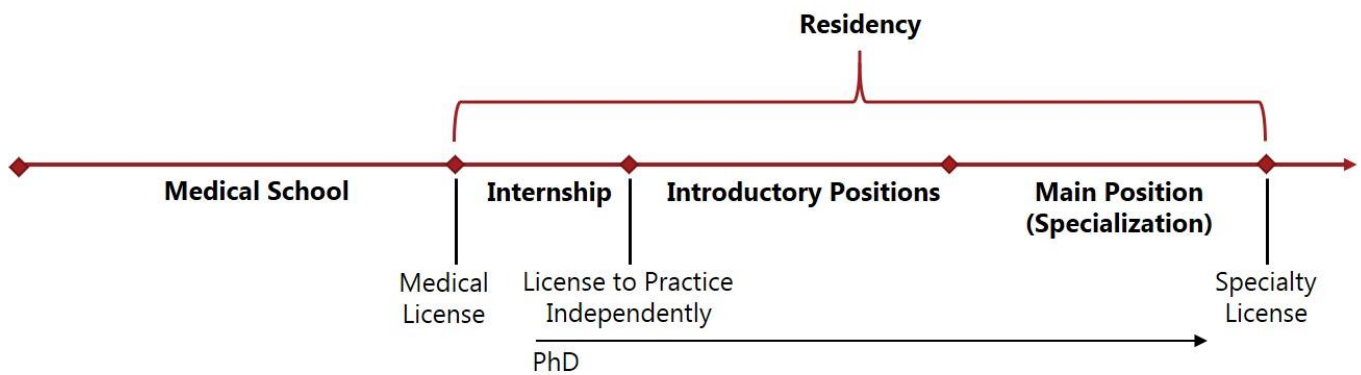 Residency
Medical School
Internship
Introductory Positions
Main Position
(Specialization)
Medical
License
License to Practice
Independently
Specialty
License
PhD